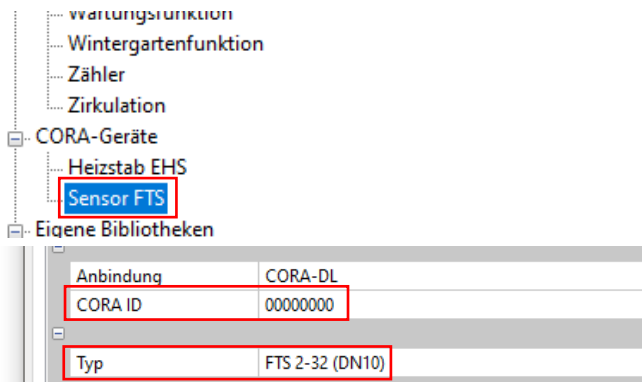 Wartungsfunktion
Wintergartenfunktion
Zähler
Zirkulation
CORA-Geräte
Heizstab EHS
Sensor FTS
Eigene Bibliotheken
Anbindung CORA-DL
CORA ID 00000000
Typ FTS 2-32 (DN10)